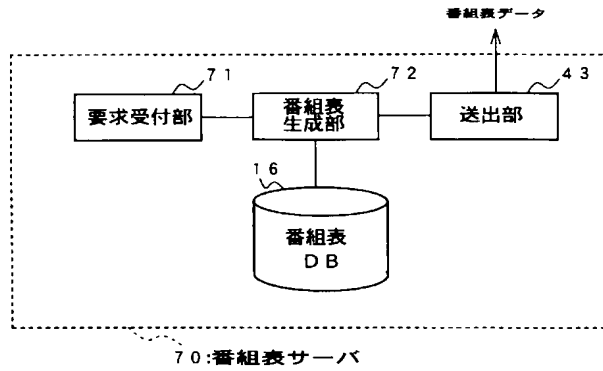 番組表データ
７１
要求受付部
７２
番組表
生成部
４３
送出部
１６
番組表
ＤＢ
７０:番組表サーバ